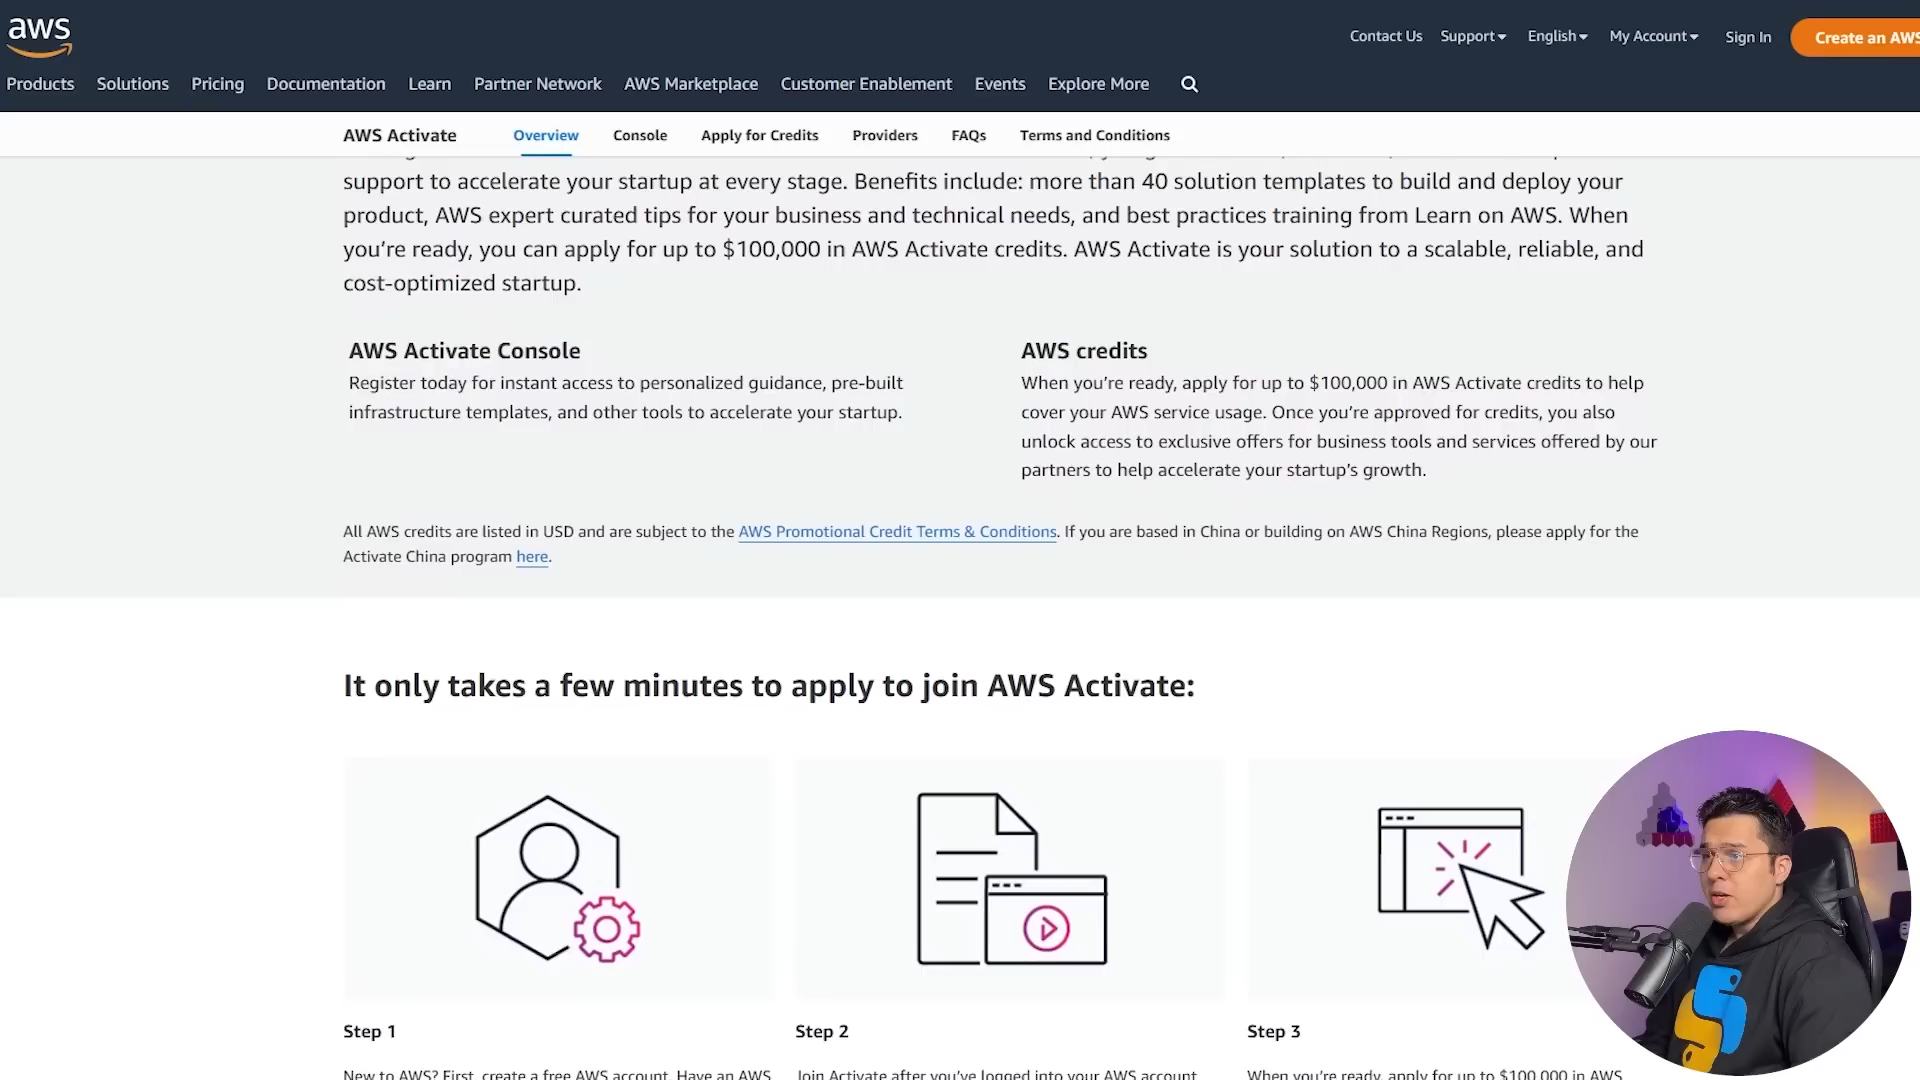 aws
Contact Us
Support
English
My Account
Sign In
Create an AWS
Products
Solutions
Pricing
Documentation
Learn
Partner Network
AWS Marketplace
Customer Enablement
Events
Explore More
AWS Activate
Overview
Console
Apply for Credits
Providers
FAQs
Terms and Conditions
support to accelerate your startup at every stage. Benefits include: more than 40 solution templates to build and deploy your
product, AWS expert curated tips for your business and technical needs, and best practices training from Learn on AWS. When
you’re ready, you can apply for up to $100,000 in AWS Activate credits. AWS Activate is your solution to a scalable, reliable, and
cost-optimized startup.
AWS Activate Console
Register today for instant access to personalized guidance, pre-built
infrastructure templates, and other tools to accelerate your startup.
AWS credits
When you’re ready, apply for up to $100,000 in AWS Activate credits to help
cover your AWS service usage. Once you’re approved for credits, you also
unlock access to exclusive offers for business tools and services offered by our
partners to help accelerate your startup’s growth.
All AWS credits are listed in USD and are subject to the AWS Promotional Credit Terms & Conditions. If you are based in China or building on AWS China Regions, please apply for the
Activate China program here.
It only takes a few minutes to apply to join AWS Activate:
Step 1
New to AWS? First, create a free AWS account. Have an AWS
Step 2
Join Activate after you’ve logged into your AWS account
Step 3
When you’re ready, apply for up to $100,000 in AWS